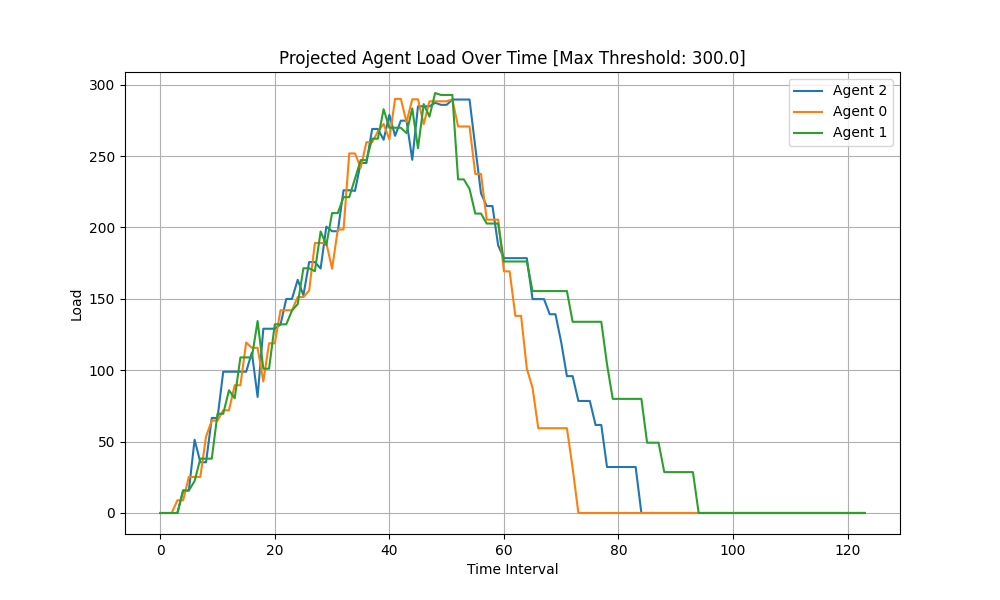 Projected Agent Load Over Time [Max Threshold: 300.0]
Agent 2
Agent 0
Agent 1
Load
300
250
200
150
100
50
0
0 20 40 60 80 100 120
Time Interval